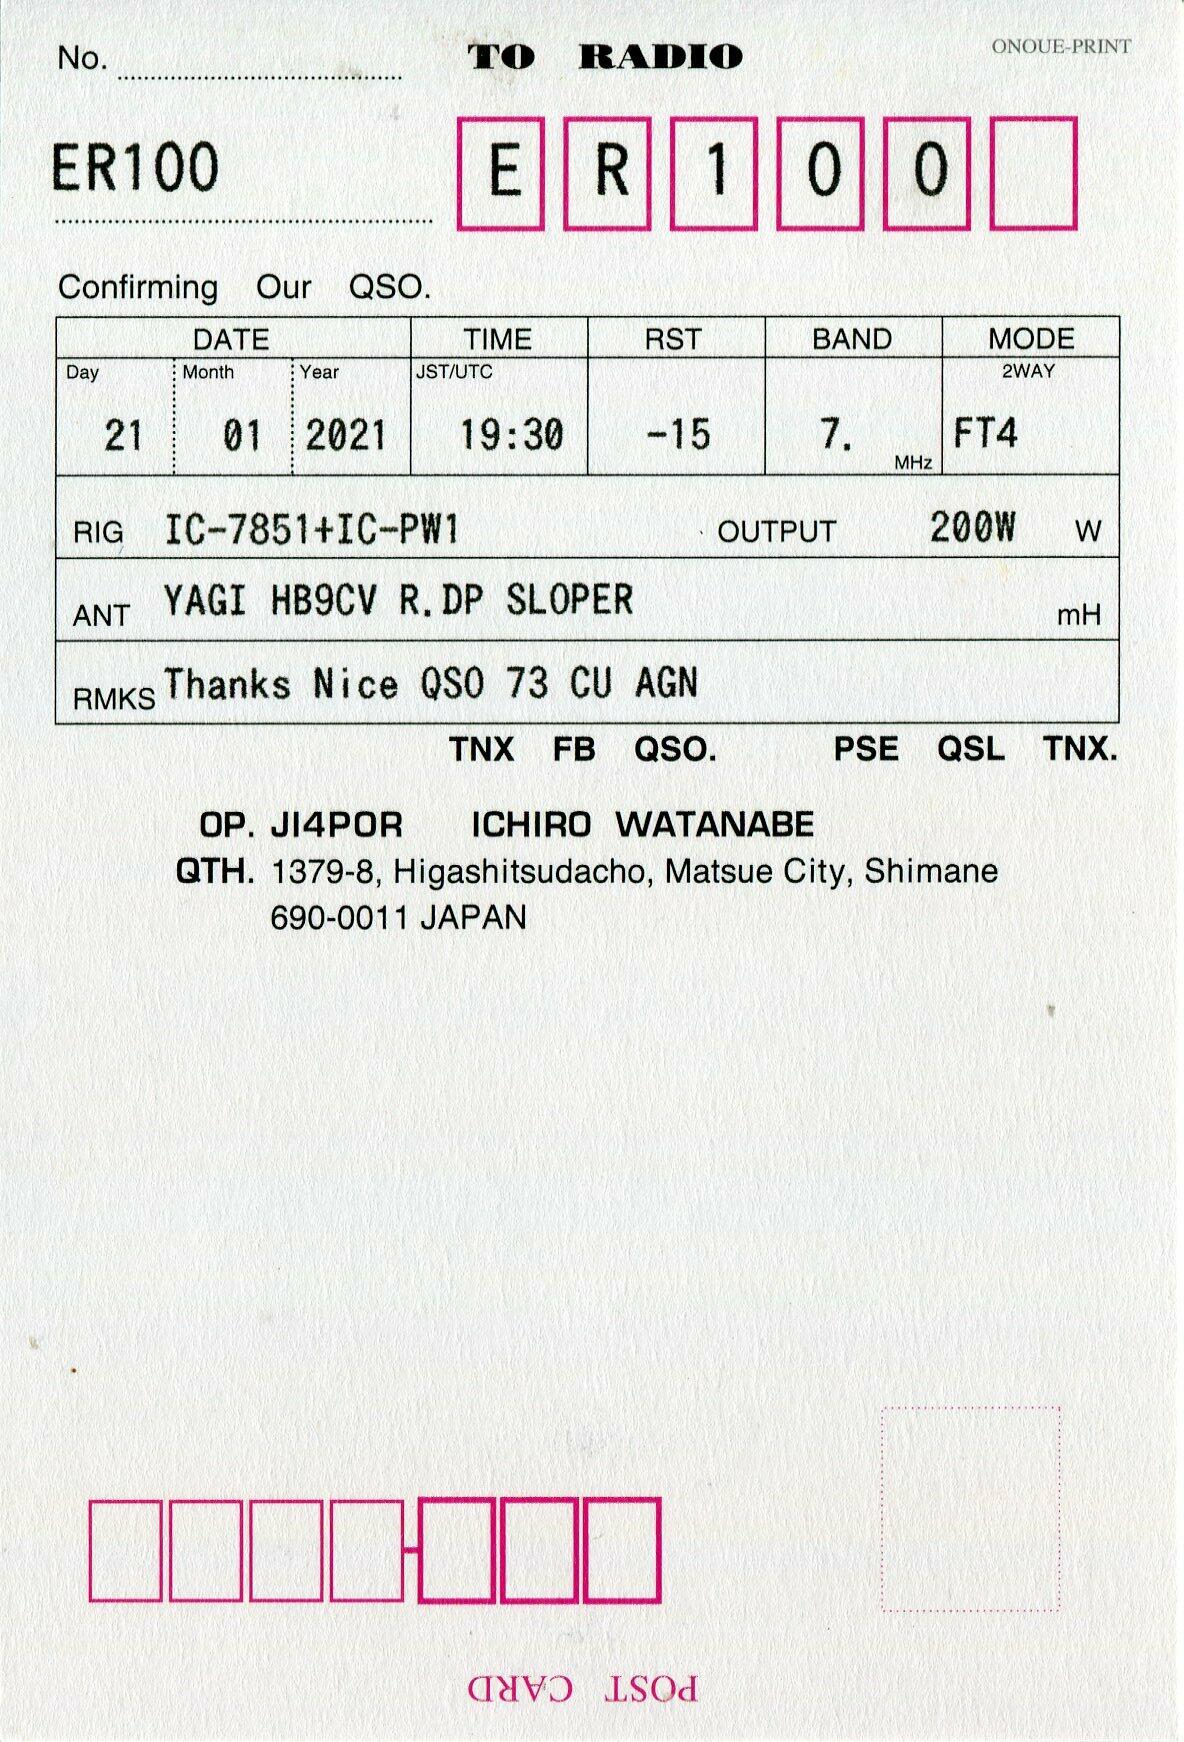 No. TO RADIO ONOUE-PRINT
ER100 E R 1 0 0
Confirming Our QSO.
DATE TIME RST BAND MODE
Day Month Year JST/UTC 2WAY
21 01 2021 19:30 -15 7. MHz FT4
RIG IC-7851+IC-PW1 OUTPUT 200W W
ANT YAGI HB9CV R.DP SLOPER mH
RMKS Thanks Nice QSO 73 CU AGN
TNX FB QSO. PSE QSL TNX.
OP. JI4POR ICHIRO WATANABE
QTH. 1379-8, Higashitsudacho, Matsue City, Shimane
690-0011 JAPAN
POST CARD